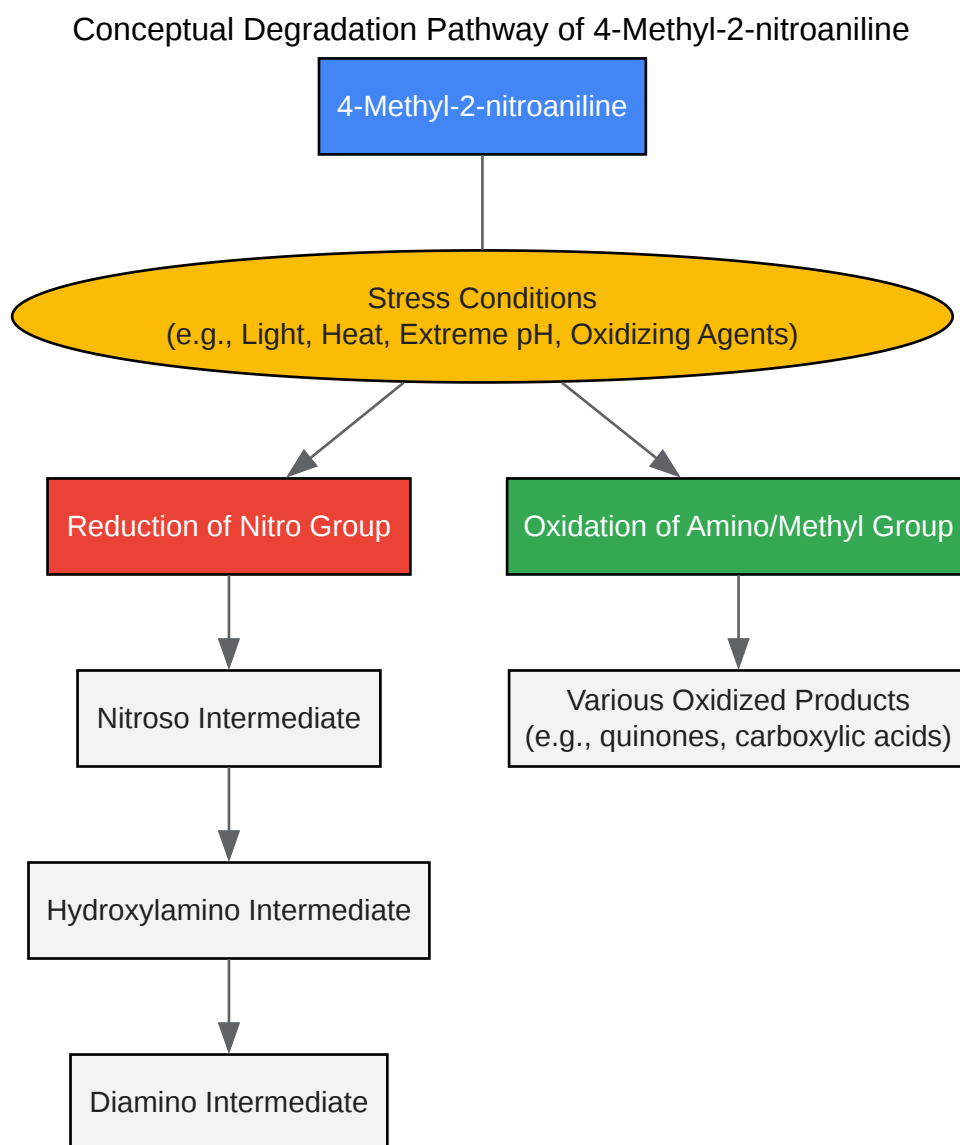 Conceptual Degradation Pathway of 4-Methyl-2-nitroaniline
4-Methyl-2-nitroaniline
Stress Conditions
(e.g., Light, Heat, Extreme pH, Oxidizing Agents)
Reduction of Nitro Group
Oxidation of Amino/Methyl Group
Nitroso Intermediate
Various Oxidized Products
(e.g., quinones, carboxylic acids)
Hydroxylamino Intermediate
Diamino Intermediate